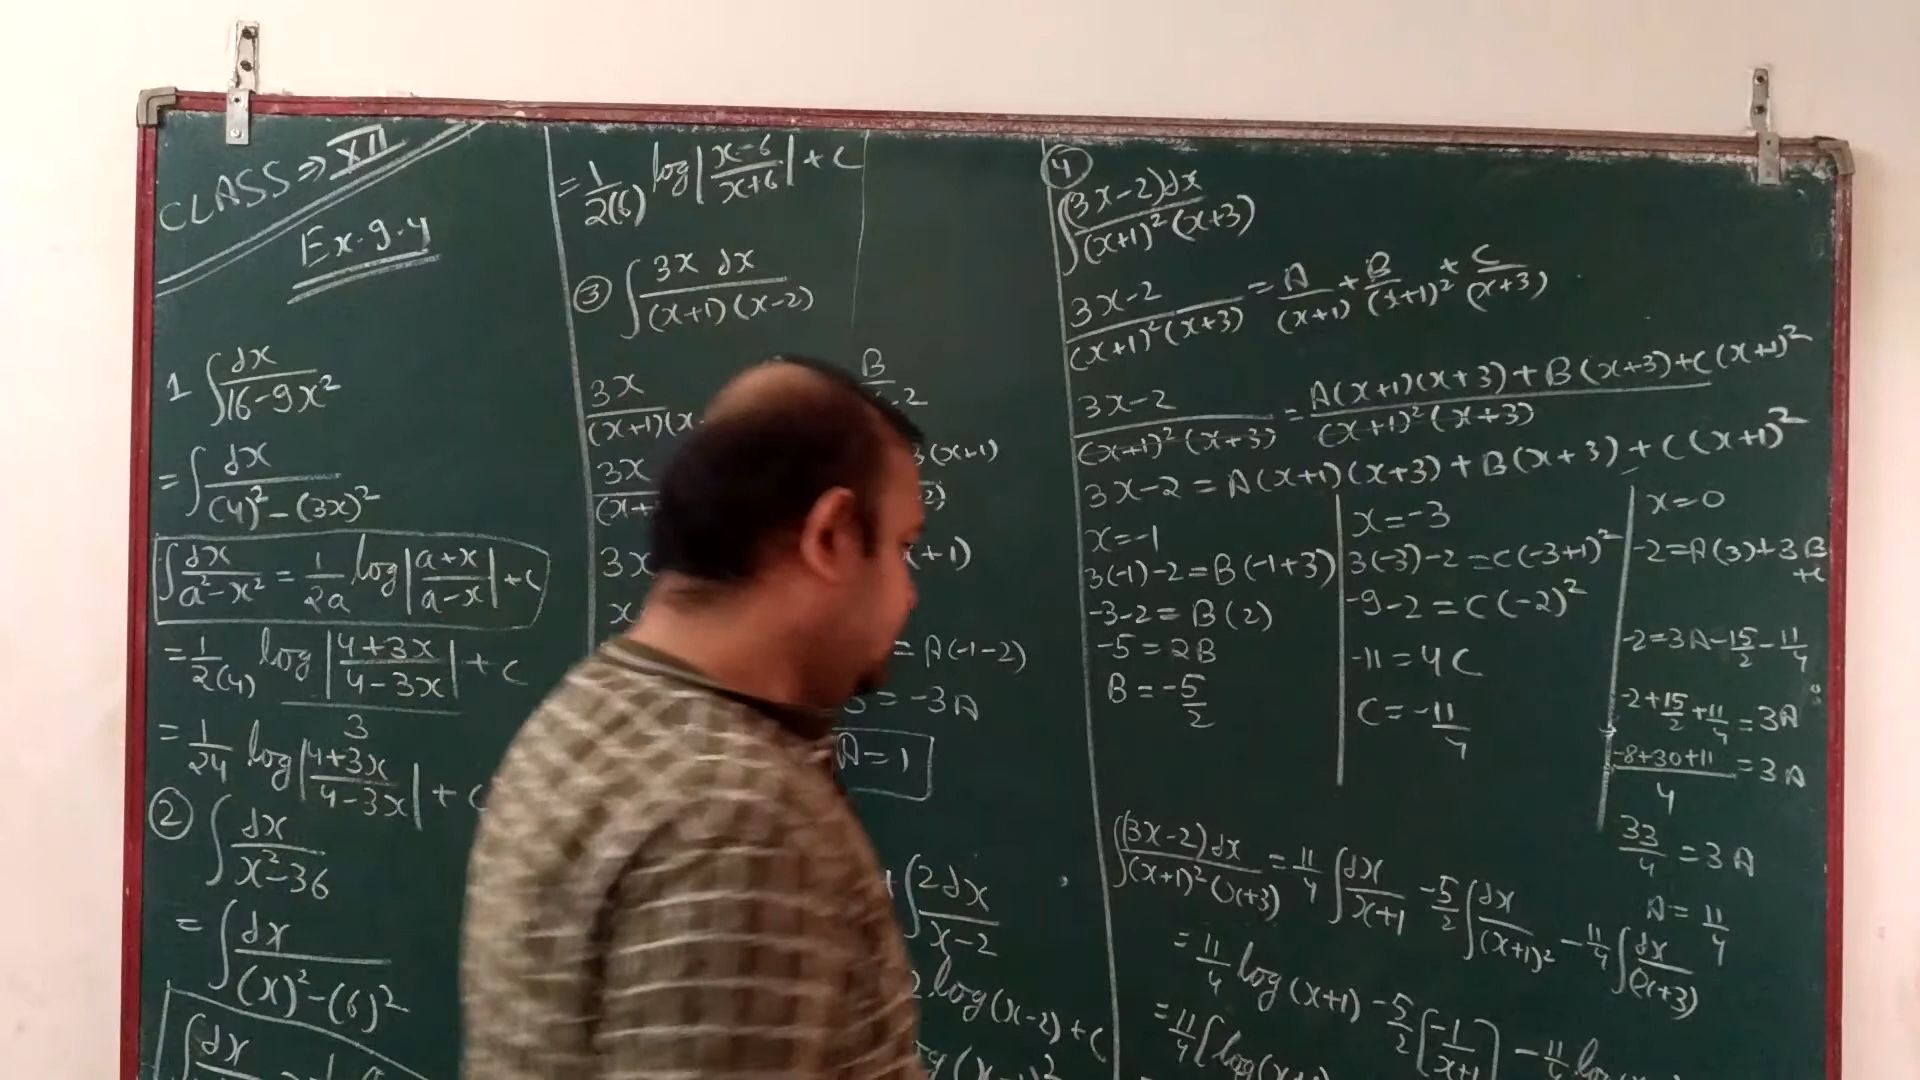 CLASS ⇒ XII
Ex-9.4
1 ∫ dx / 16-9x²
= ∫ dx / (4)² - (3x)²
∫ dx / a²-x² = 1/2a log |a+x / a-x| + c
= 1/2(4) log |4+3x / 4-3x| + c
3
= 1/24 log |4+3x / 4-3x| + c
② ∫ dx / x²-36
= ∫ dx / (x)²-(6)²
∫ dx
= 1/2(6) log |x-6 / x+6| + c
③ ∫ 3x dx / (x+1)(x-2)
3x / (x+1)(x- B
3x (x+1)
3x x+1)
= A(-1-2)
= -3A
A=1
∫ 2dx / x-2
log(x-2) + c
④
∫ (3x-2)dx / (x+1)² (x+3)
3x-2 / (x+1)² (x+3) = A / (x+1) + B / (x+1)² + C / (x+3)
3x-2 / (x+1)² (x+3) = A(x+1)(x+3) + B(x+3) + C(x+1)² / (x+1)² (x+3)
3x-2 = A(x+1)(x+3) + B(x+3) + C(x+1)²
x=-1
3(-1)-2 = B(-1+3)
-3-2 = B(2)
-5 = 2B
B = -5/2
x=-3
3(-3)-2 = C(-3+1)²
-9-2 = C(-2)²
-11 = 4C
C = -11/4
x=0
-2 = A(3)+3B
+c
-2 = 3A - 15/2 - 11/4
-2 + 15/2 + 11/4 = 3A
-8+30+11 / 4 = 3A
33/4 = 3A
A = 11/4
∫ (3x-2)dx / (x+1)² (x+3) = 11/4 ∫ dx / x+1 - 5/2 ∫ dx / (x+1)² - 11/4 ∫ dx / (x+3)
= 11/4 log(x+1) - 5/2 [-1 / x+1] - 11/4 log
= 11/4 [log(x+1)